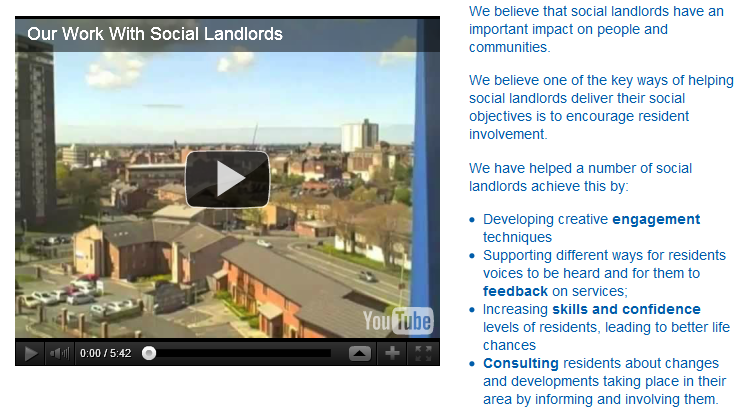 Our Work With Social Landlords
YouTube
0:00 / 5:42
We believe that social landlords have an
important impact on people and
communities.
We believe one of the key ways of helping
social landlords deliver their social
objectives is to encourage resident
involvement.
We have helped a number of social
landlords achieve this by:
• Developing creative engagement
techniques
• Supporting different ways for residents
voices to be heard and for them to
feedback on services;
• Increasing skills and confidence
levels of residents, leading to better life
chances
• Consulting residents about changes
and developments taking place in their
area by informing and involving them.